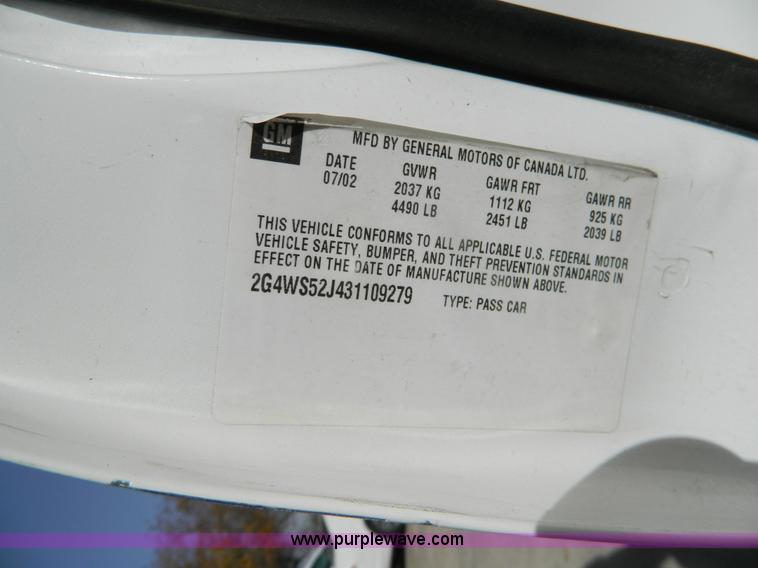 GM
MFD BY GENERAL MOTORS OF CANADA LTD.
DATE GVWR GAWR FRT GAWR RR
07/02 2037 KG 1112 KG 925 KG
4490 LB 2451 LB 2039 LB
THIS VEHICLE CONFORMS TO ALL APPLICABLE U.S. FEDERAL MOTOR
VEHICLE SAFETY, BUMPER, AND THEFT PREVENTION STANDARDS IN
EFFECT ON THE DATE OF MANUFACTURE SHOWN ABOVE.
2G4WS52J431109279 TYPE: PASS CAR
www.purplewave.com